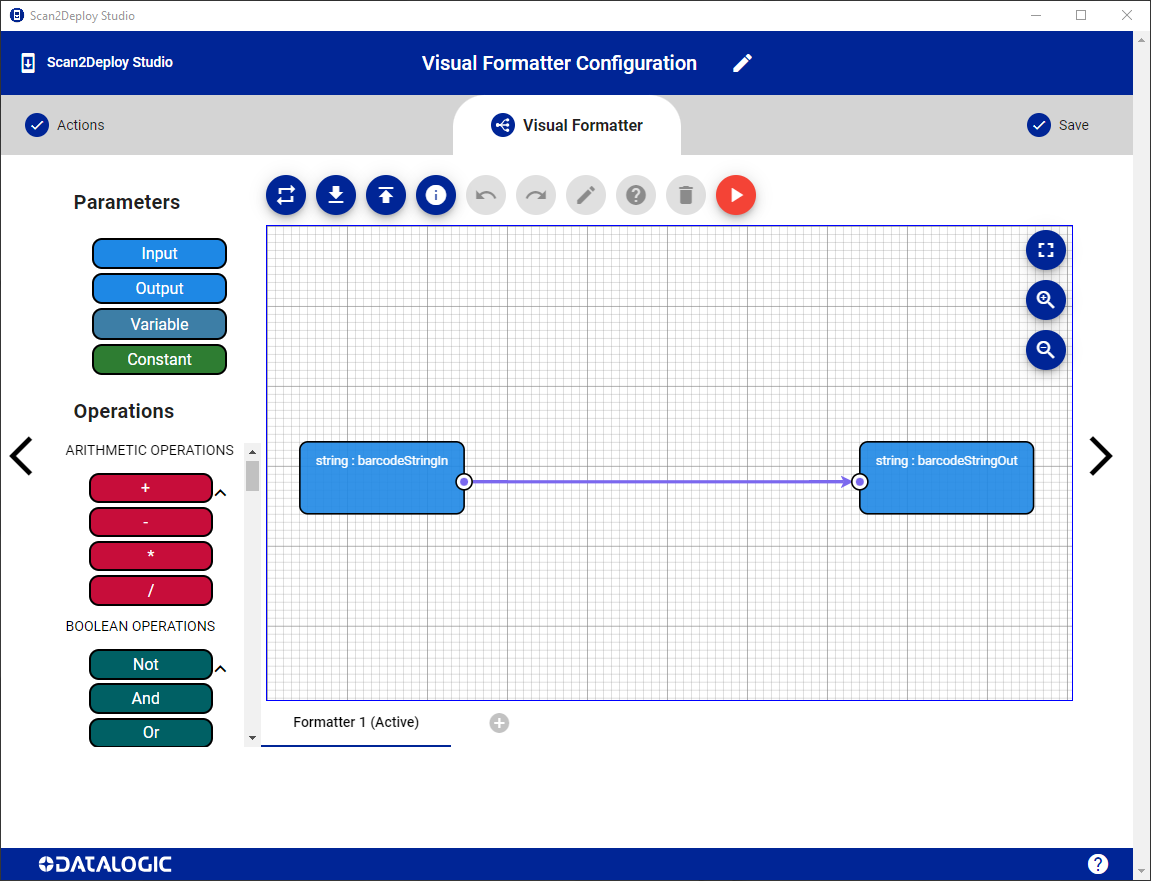 Scan2Deploy Studio
Scan2Deploy Studio
Visual Formatter Configuration
Actions
Visual Formatter
Save
Parameters
Input
Output
Variable
Constant
Operations
ARITHMETIC OPERATIONS
+
-
*
/
BOOLEAN OPERATIONS
Not
And
Or
string : barcodeStringIn
string : barcodeStringOut
Formatter 1 (Active)
DATALOGIC